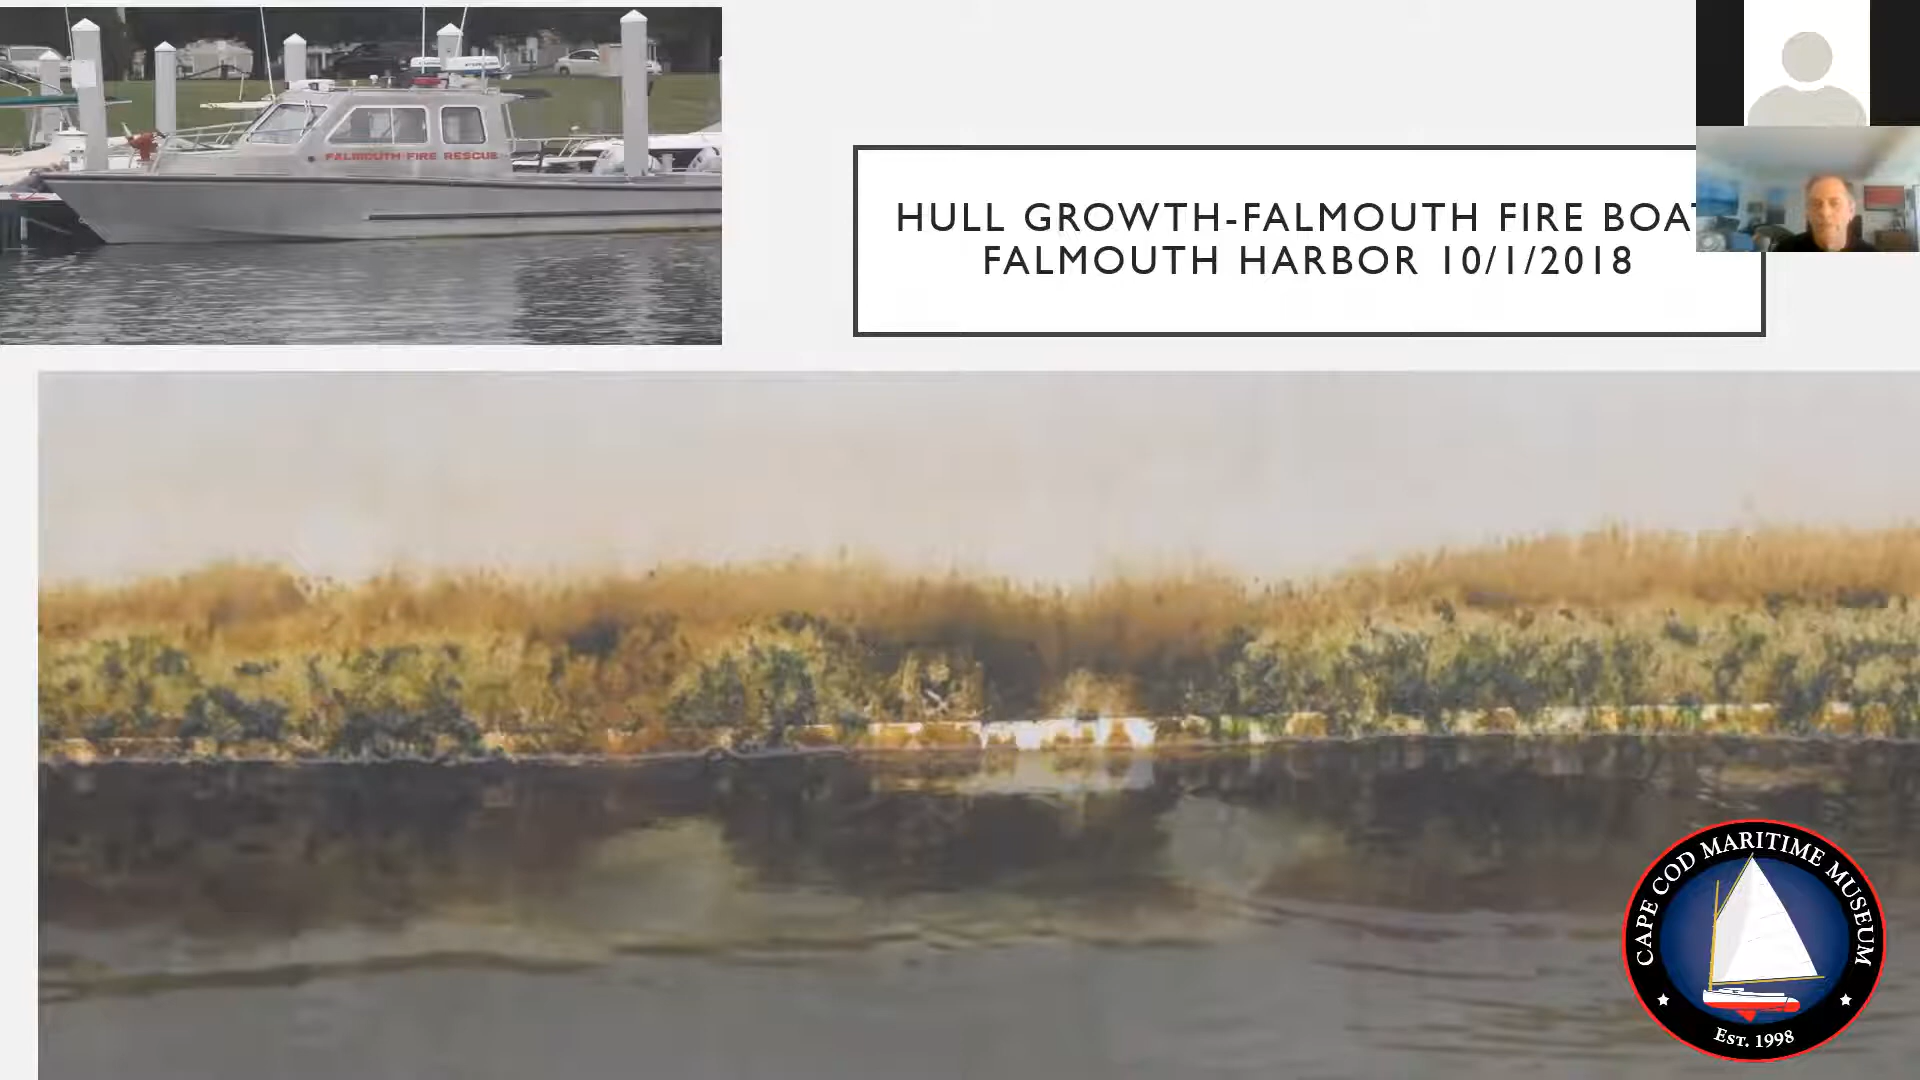 FALMOUTH FIRE RESCUE
HULL GROWTH-FALMOUTH FIRE BOAT
FALMOUTH HARBOR 10/1/2018
CAPE COD MARITIME MUSEUM
EST. 1998